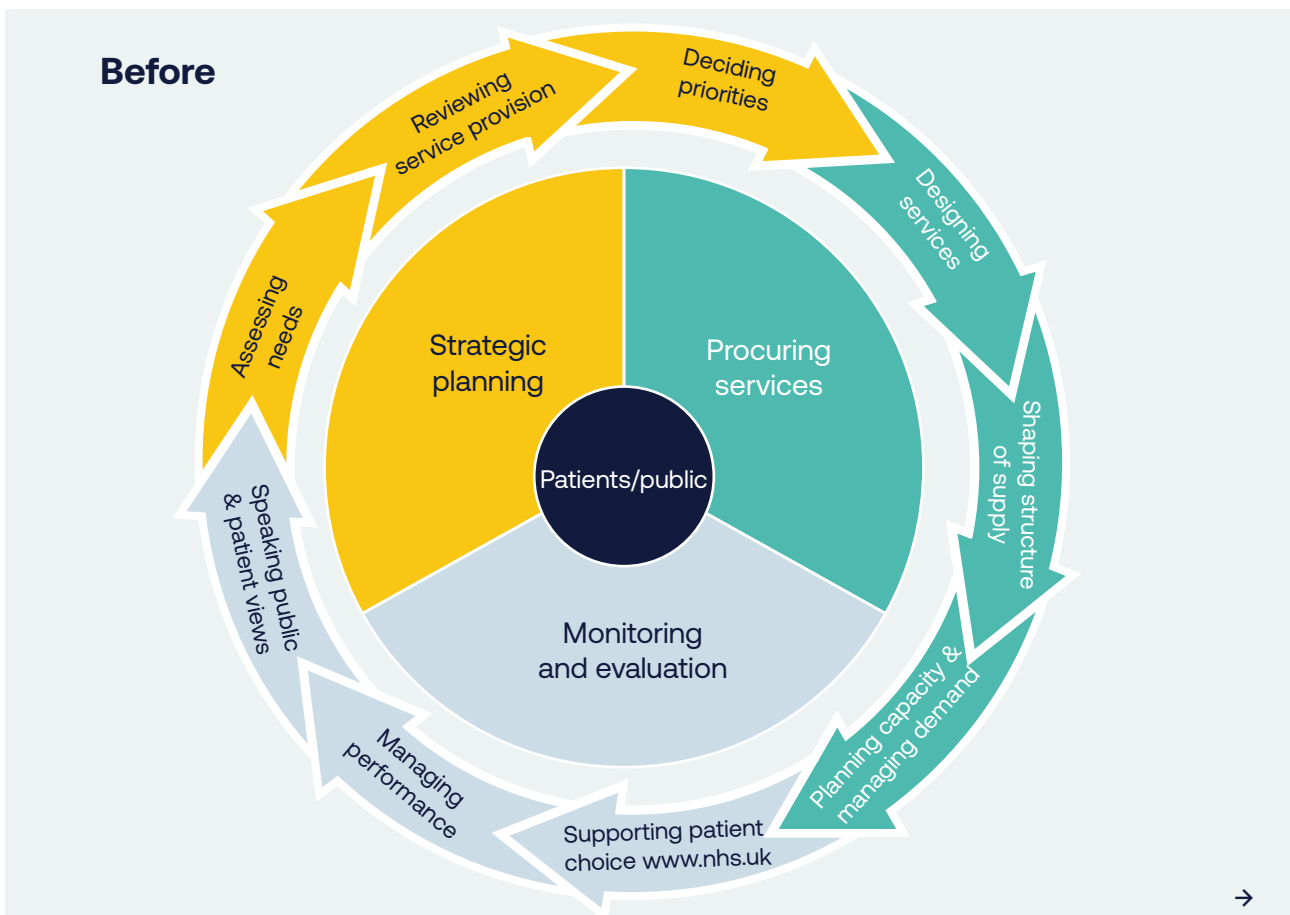 Before
Deciding
priorities
Designing
services
Shaping structure
of supply
Planning capacity &
managing demand
Supporting patient
choice www.nhs.uk
Managing
performance
Speaking public
& patient views
Assessing
needs
Reviewing
service provision
Strategic
planning
Procuring
services
Patients/public
Monitoring
and evaluation
→